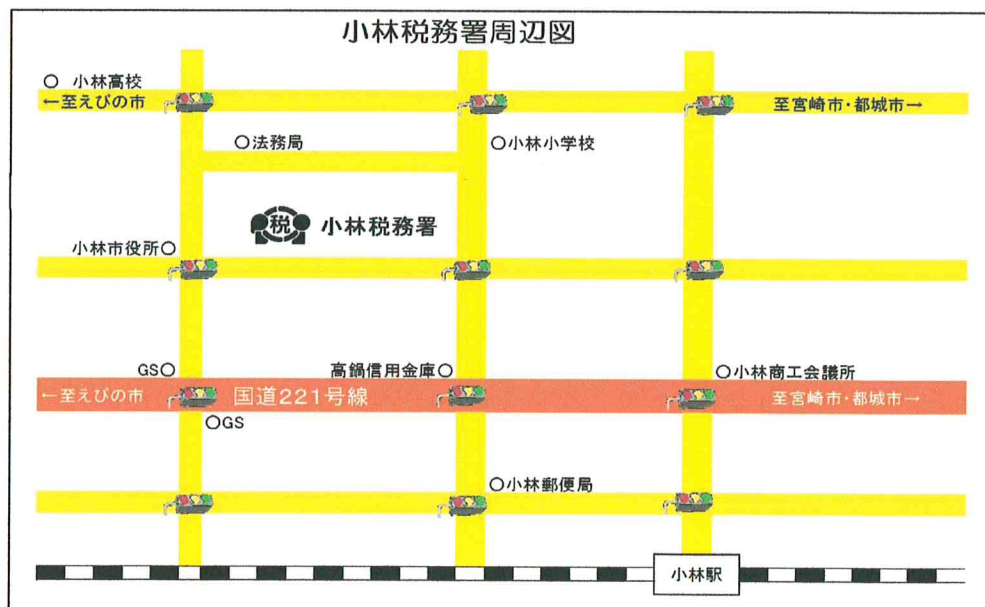 小林税務署周辺図
○ 小林高校
←至えびの市
至宮崎市・都城市→
○法務局
○小林小学校
税 小林税務署
小林市役所○
GS○
高鍋信用金庫○
○小林商工会議所
←至えびの市
国道221号線
至宮崎市・都城市→
○GS
○小林郵便局
小林駅